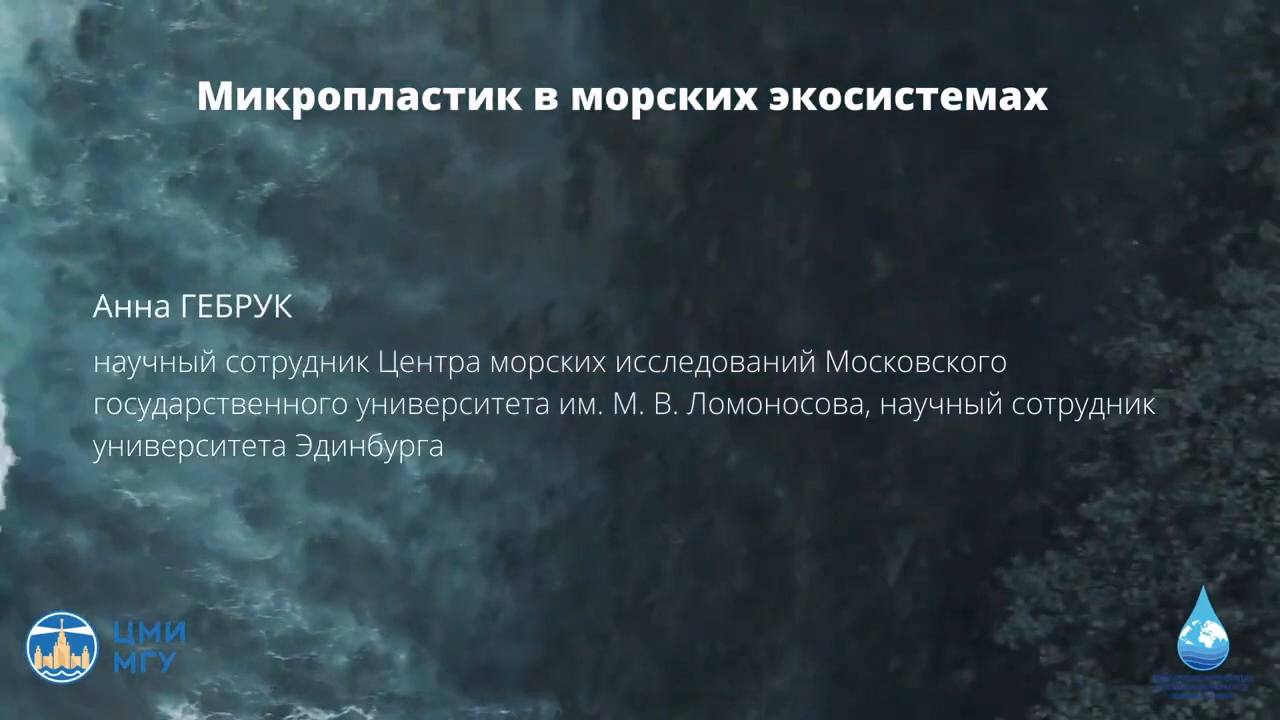 Микропластик в морских экосистемах
Анна ГЕБРУК
научный сотрудник Центра морских исследований Московского
государственного университета им. М. В. Ломоносова, научный сотрудник
университета Эдинбурга
ЦМИ
МГУ